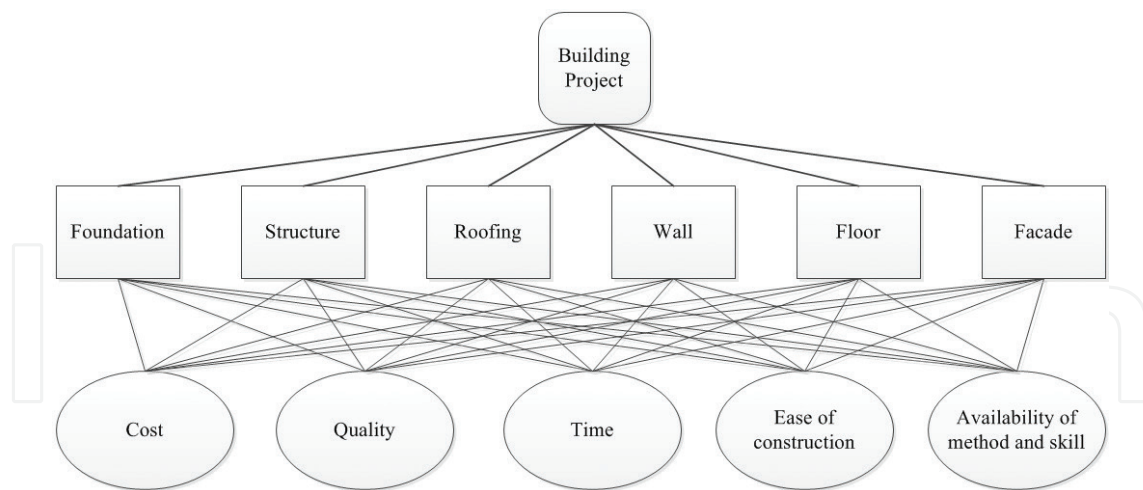 Building
Project
Foundation
Structure
Roofing
Wall
Floor
Facade
Cost
Quality
Time
Ease of
construction
Availability of
method and skill